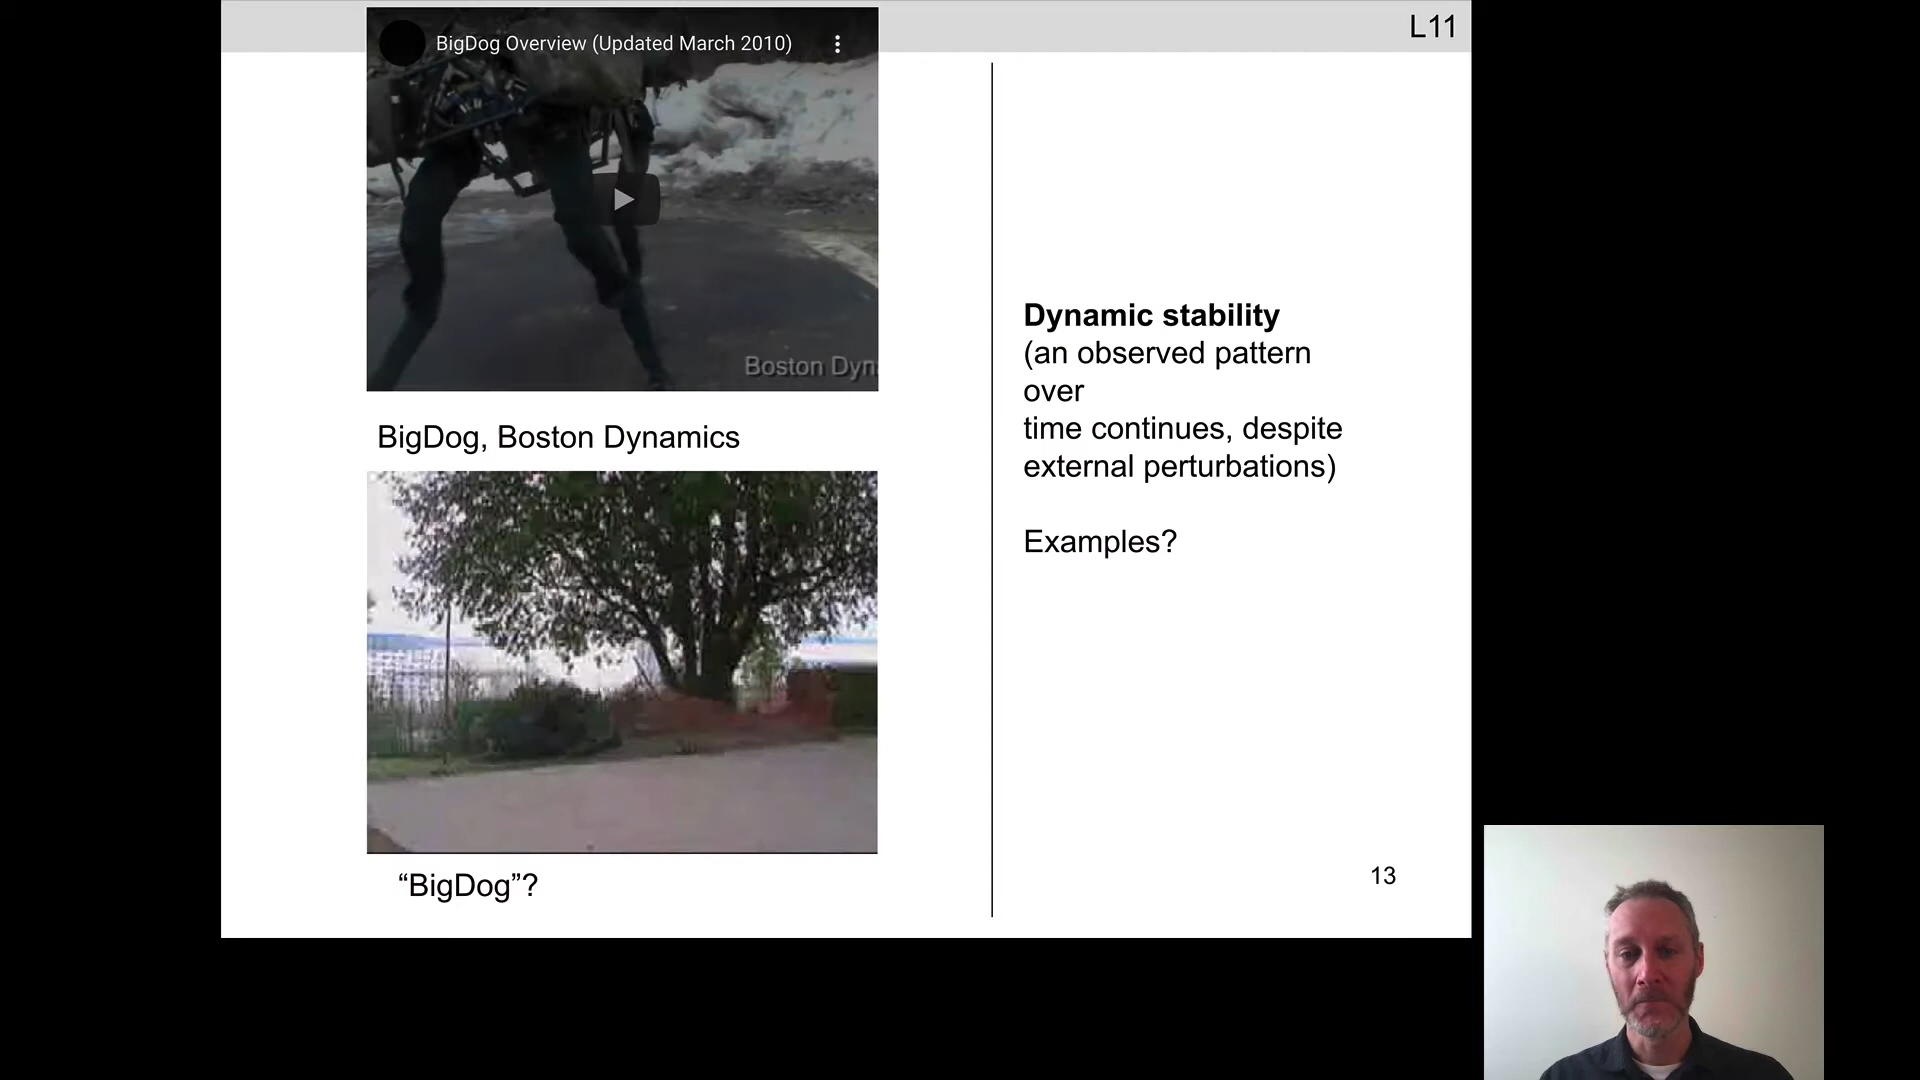 L11
BigDog Overview (Updated March 2010)
Boston Dyn
BigDog, Boston Dynamics
“BigDog”?
Dynamic stability
(an observed pattern
over
time continues, despite
external perturbations)
Examples?
13